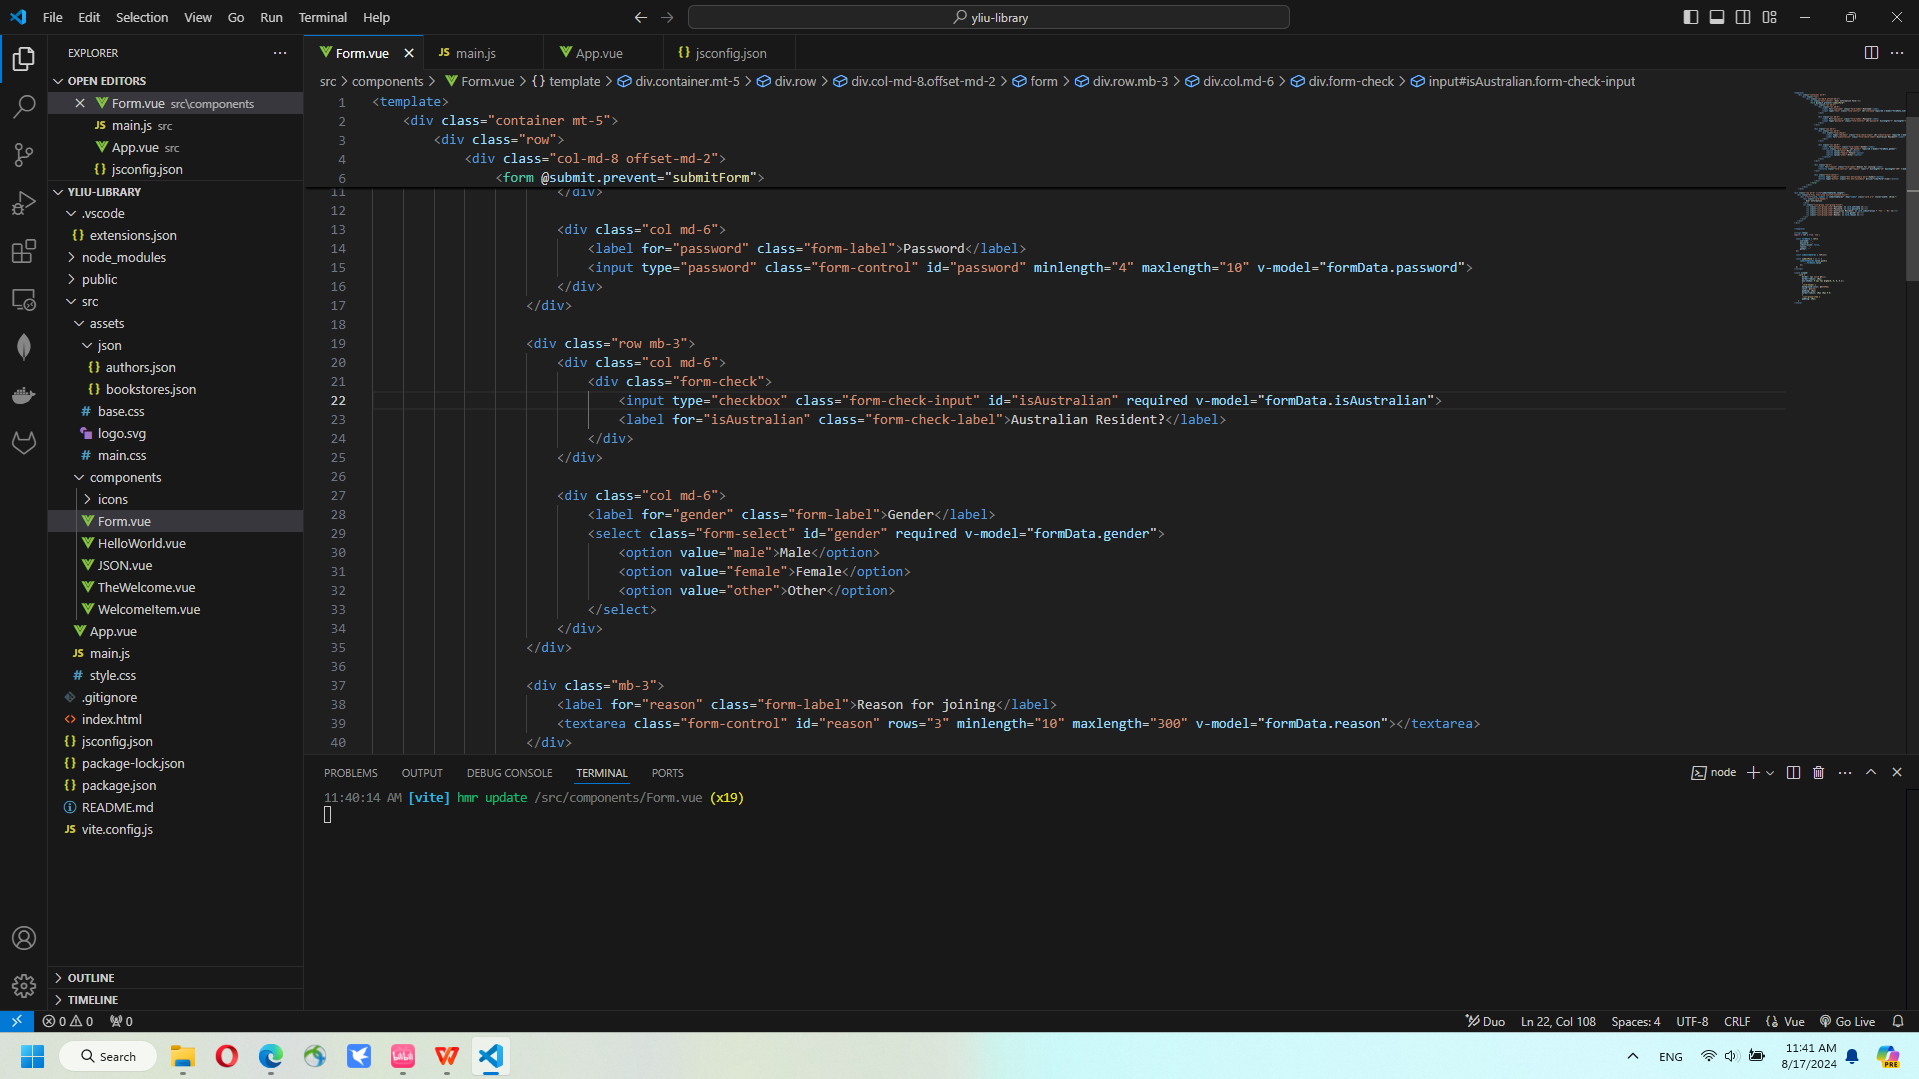 File Edit Selection View Go Run Terminal Help
yliu-library
EXPLORER
OPEN EDITORS
Form.vue src\components
main.js src
App.vue src
jsconfig.json
YLIU-LIBRARY
.vscode
extensions.json
node_modules
public
src
assets
json
authors.json
bookstores.json
base.css
logo.svg
main.css
components
icons
Form.vue
HelloWorld.vue
JSON.vue
TheWelcome.vue
WelcomeItem.vue
App.vue
main.js
style.css
.gitignore
index.html
jsconfig.json
package-lock.json
package.json
README.md
vite.config.js
OUTLINE
TIMELINE
Form.vue main.js App.vue jsconfig.json
src > components > Form.vue > {} template > div.container.mt-5 > div.row > div.col-md-8.offset-md-2 > form > div.row.mb-3 > div.col.md-6 > div.form-check > input#isAustralian.form-check-input
1 <template>
2 <div class="container mt-5">
3 <div class="row">
4 <div class="col-md-8 offset-md-2">
6 <form @submit.prevent="submitForm">
11 </div>
12
13 <div class="col md-6">
14 <label for="password" class="form-label">Password</label>
15 <input type="password" class="form-control" id="password" minlength="4" maxlength="10" v-model="formData.password">
16 </div>
17 </div>
18
19 <div class="row mb-3">
20 <div class="col md-6">
21 <div class="form-check">
22 <input type="checkbox" class="form-check-input" id="isAustralian" required v-model="formData.isAustralian">
23 <label for="isAustralian" class="form-check-label">Australian Resident?</label>
24 </div>
25 </div>
26
27 <div class="col md-6">
28 <label for="gender" class="form-label">Gender</label>
29 <select class="form-select" id="gender" required v-model="formData.gender">
30 <option value="male">Male</option>
31 <option value="female">Female</option>
32 <option value="other">Other</option>
33 </select>
34 </div>
35 </div>
36
37 <div class="mb-3">
38 <label for="reason" class="form-label">Reason for joining</label>
39 <textarea class="form-control" id="reason" rows="3" minlength="10" maxlength="300" v-model="formData.reason"></textarea>
40 </div>
PROBLEMS OUTPUT DEBUG CONSOLE TERMINAL PORTS
node
11:40:14 AM [vite] hmr update /src/components/Form.vue (x19)
0 0 0
Duo Ln 22, Col 108 Spaces: 4 UTF-8 CRLF {} Vue Go Live
Search
ENG
11:41 AM
8/17/2024
PRE